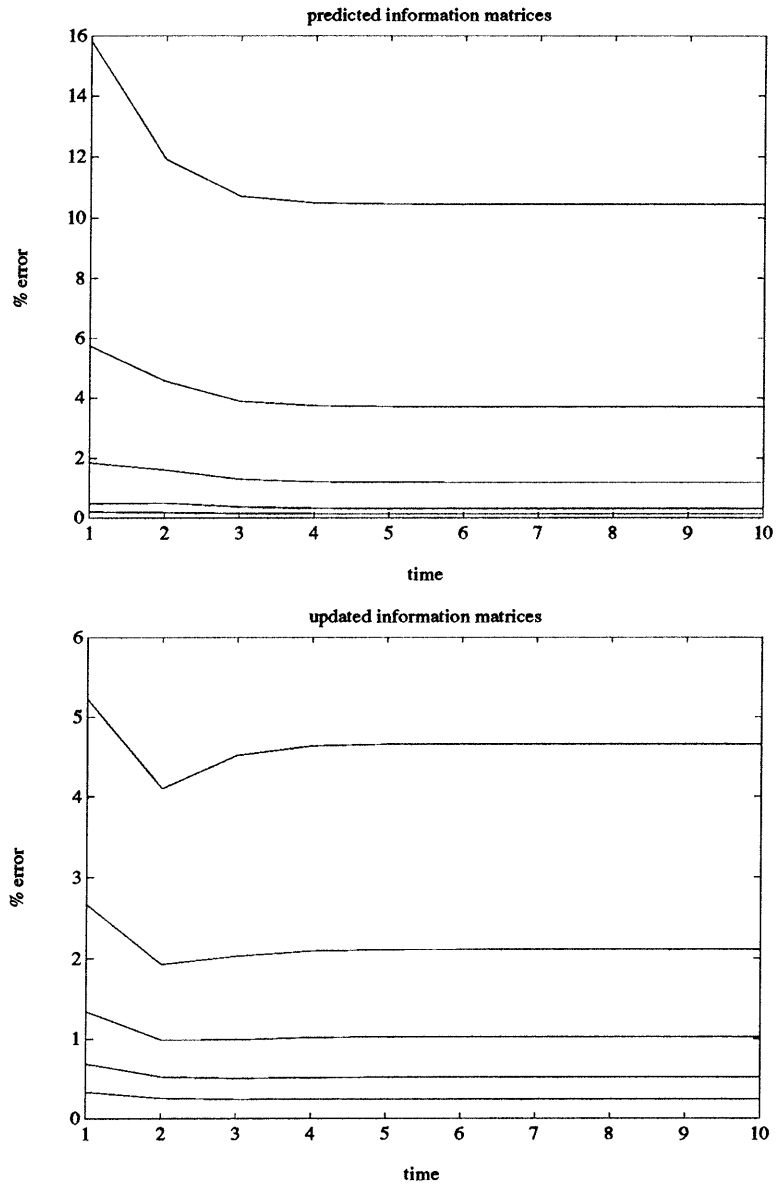 predicted information matrices
16
14
12
10
8
6
4
2
0
% error
1 2 3 4 5 6 7 8 9 10
time
updated information matrices
6
5
4
3
2
1
0
% error
1 2 3 4 5 6 7 8 9 10
time